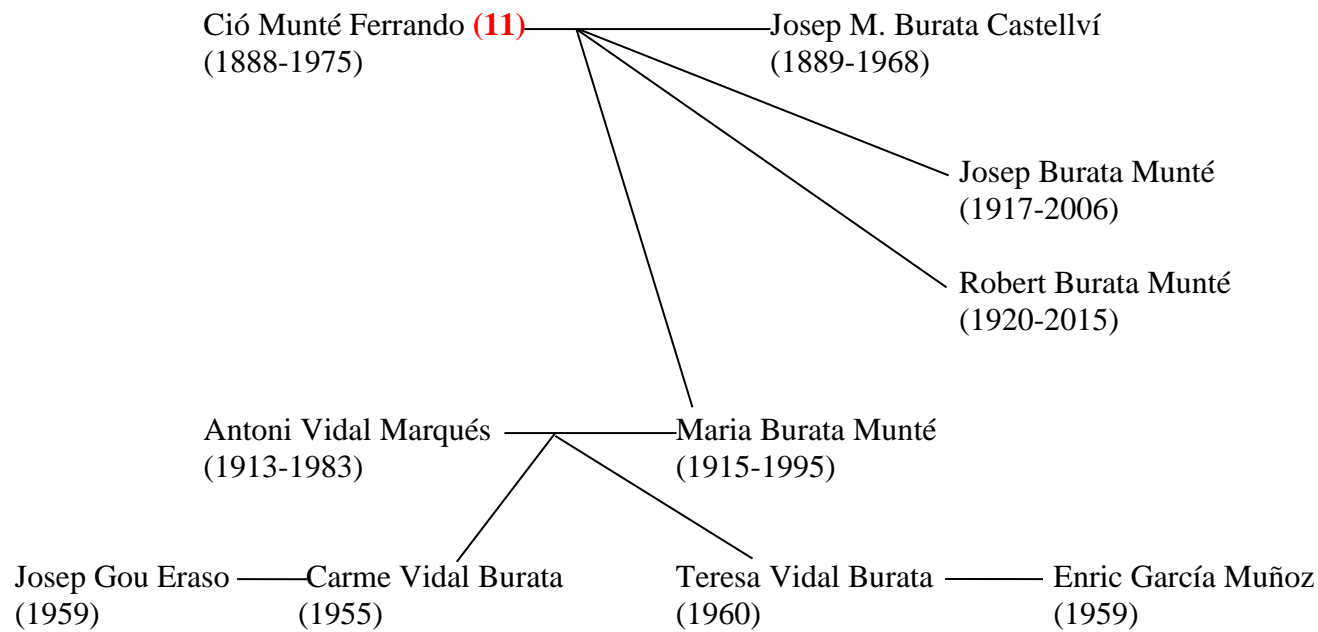 Ció Munté Ferrando (11) Josep M. Burata Castellví
(1888-1975) (1889-1968)
Josep Burata Munté
(1917-2006)
Robert Burata Munté
(1920-2015)
Antoni Vidal Marqués Maria Burata Munté
(1913-1983) (1915-1995)
Josep Gou Eraso Carme Vidal Burata Teresa Vidal Burata Enric García Muñoz
(1959) (1955) (1960) (1959)